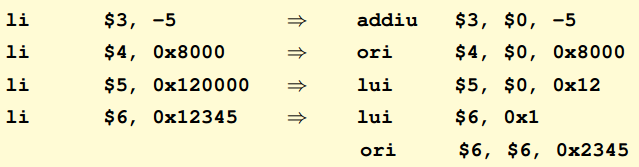 li $3, -5 ⇒ addiu $3, $0, -5
li $4, 0x8000 ⇒ ori $4, $0, 0x8000
li $5, 0x120000 ⇒ lui $5, $0, 0x12
li $6, 0x12345 ⇒ lui $6, 0x1
ori $6, $6, 0x2345